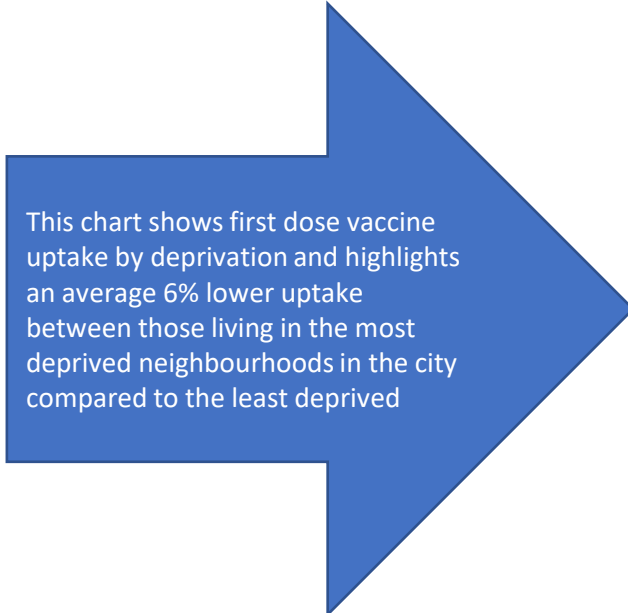 This chart shows first dose vaccine
uptake by deprivation and highlights
an average 6% lower uptake
between those living in the most
deprived neighbourhoods in the city
compared to the least deprived